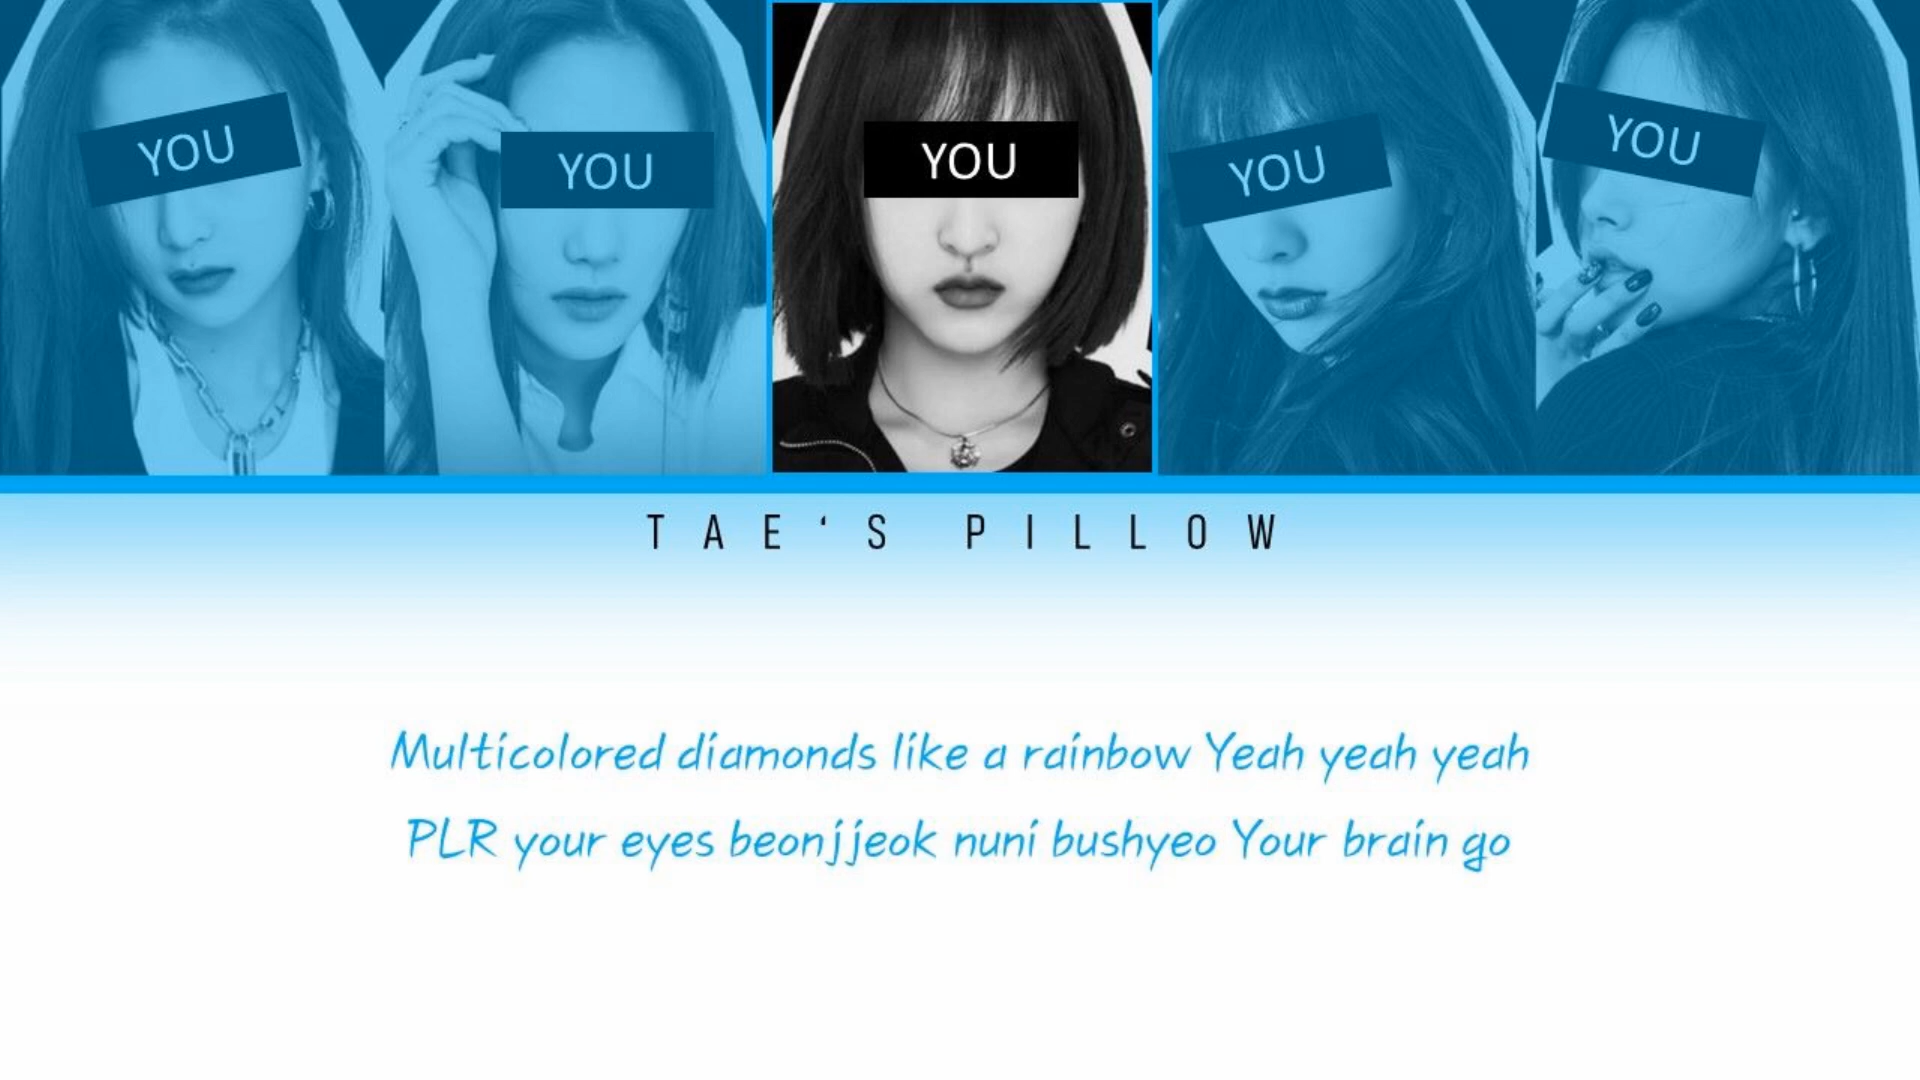 YOU
YOU
YOU
YOU
YOU
TAE‘S PILLOW
Multicolored diamonds like a rainbow Yeah yeah yeah
PLR your eyes beonjjeok nuni bushyeo Your brain go